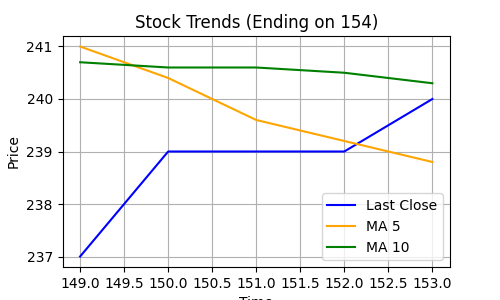 Stock Trends (Ending on 154)
241
240
239
238
237
Price
Last Close
MA 5
MA 10
149.0 149.5 150.0 150.5 151.0 151.5 152.0 152.5 153.0
Time